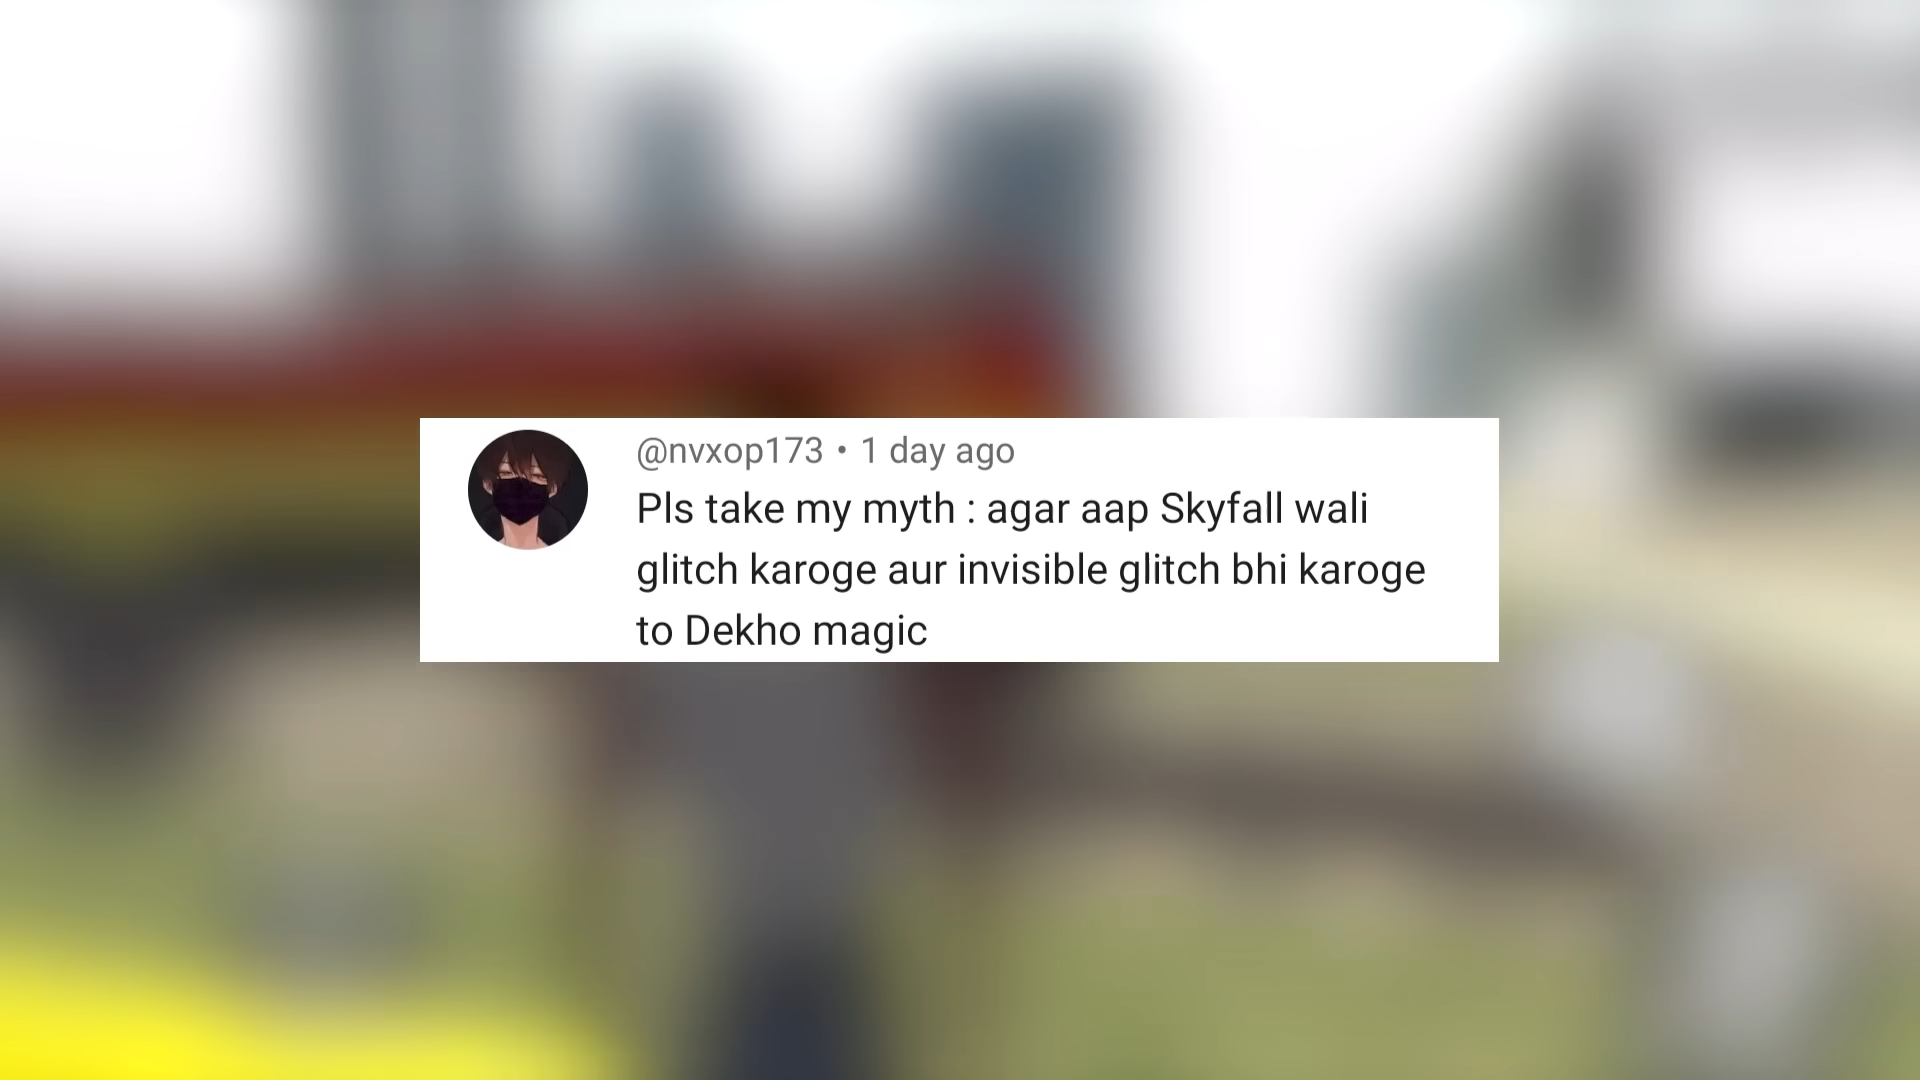 @nvxop173 • 1 day ago
Pls take my myth : agar aap Skyfall wali
glitch karoge aur invisible glitch bhi karoge
to Dekho magic